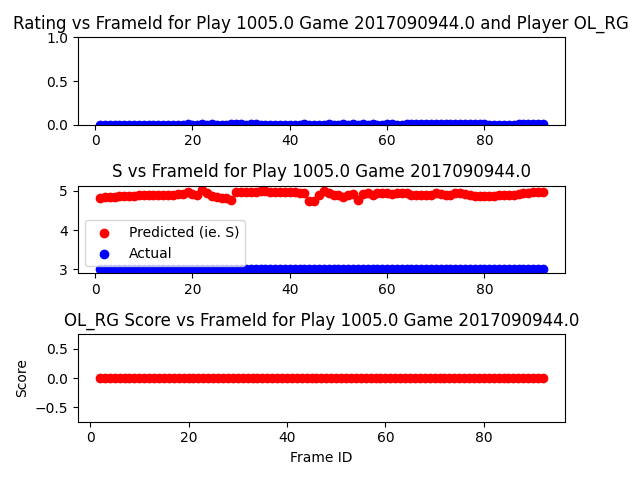 Rating vs FrameId for Play 1005.0 Game 2017090944.0 and Player OL_RG
1.0
0.5
0.0
0 20 40 60 80
S vs FrameId for Play 1005.0 Game 2017090944.0
5
4
3
Predicted (ie. S)
Actual
0 20 40 60 80
OL_RG Score vs FrameId for Play 1005.0 Game 2017090944.0
Score
0.5
0.0
−0.5
0 20 40 60 80
Frame ID